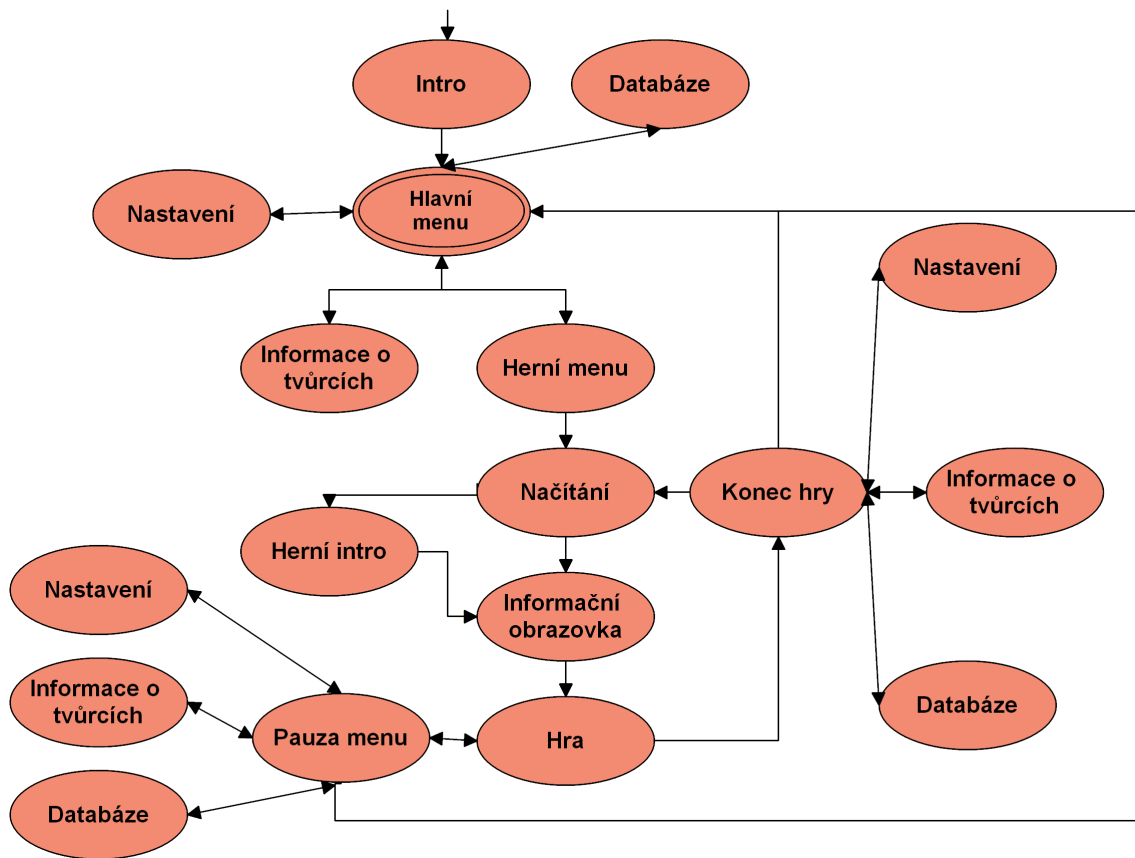 Intro
Databáze
Nastavení
Hlavní
menu
Nastavení
Informace o
tvůrcích
Herní menu
Načítání
Konec hry
Informace o
tvůrcích
Herní intro
Nastavení
Informační
obrazovka
Informace o
tvůrcích
Pauza menu
Hra
Databáze
Databáze